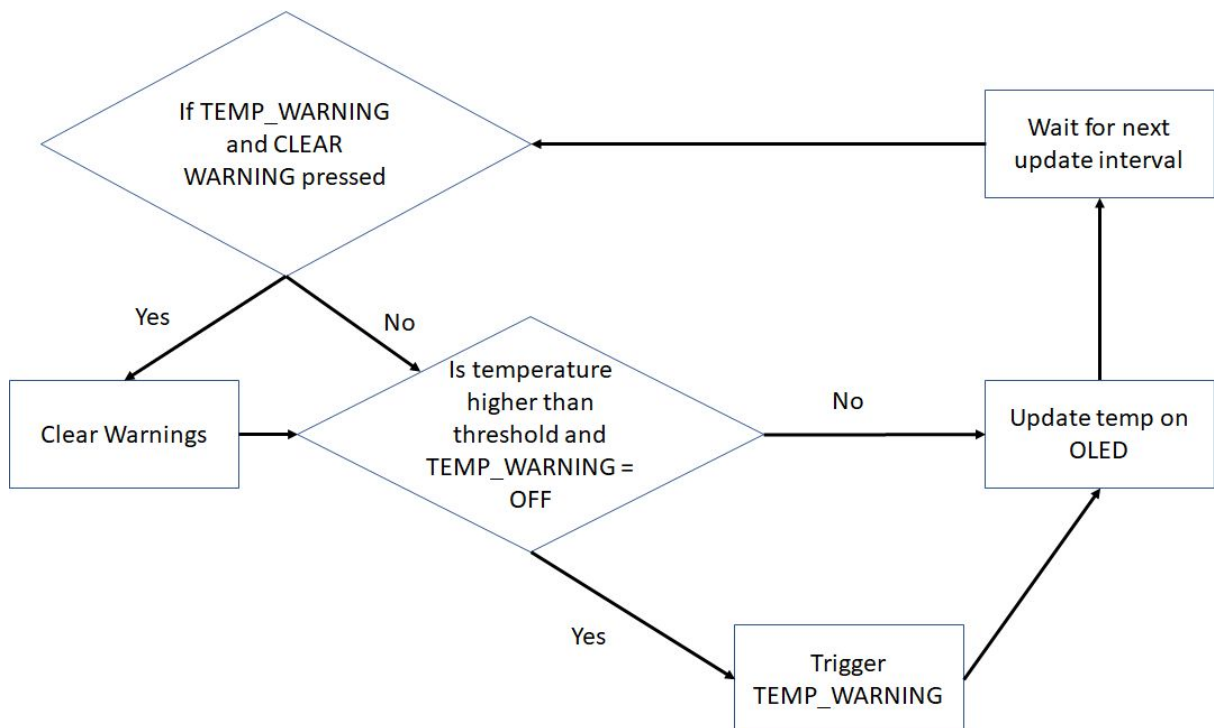 If TEMP_WARNING
and CLEAR
WARNING pressed
Wait for next
update interval
Yes
No
Is temperature
higher than
threshold and
TEMP_WARNING =
OFF
No
Clear Warnings
Update temp on
OLED
Yes
Trigger
TEMP_WARNING